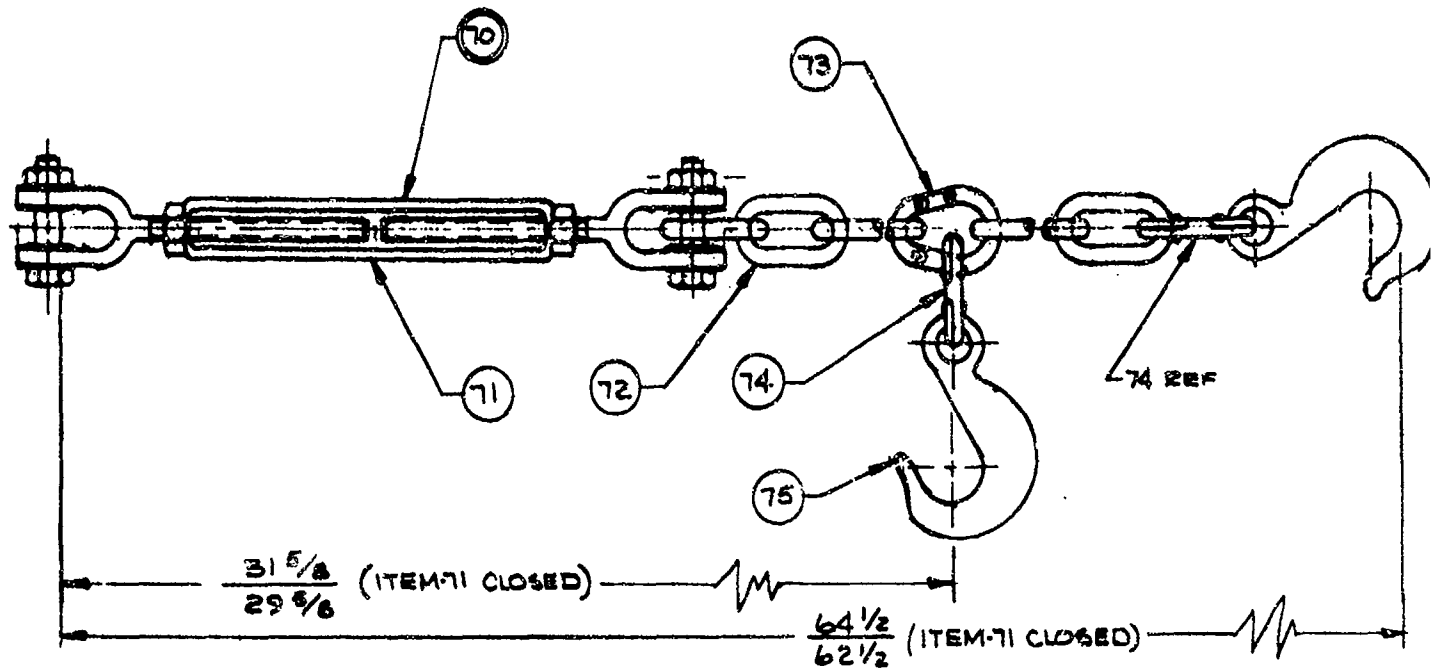 70
73
71
72
74
74 REF
75
31 5/8 (ITEM-71 CLOSED)
29 5/8
64 1/2 (ITEM-71 CLOSED)
62 1/2